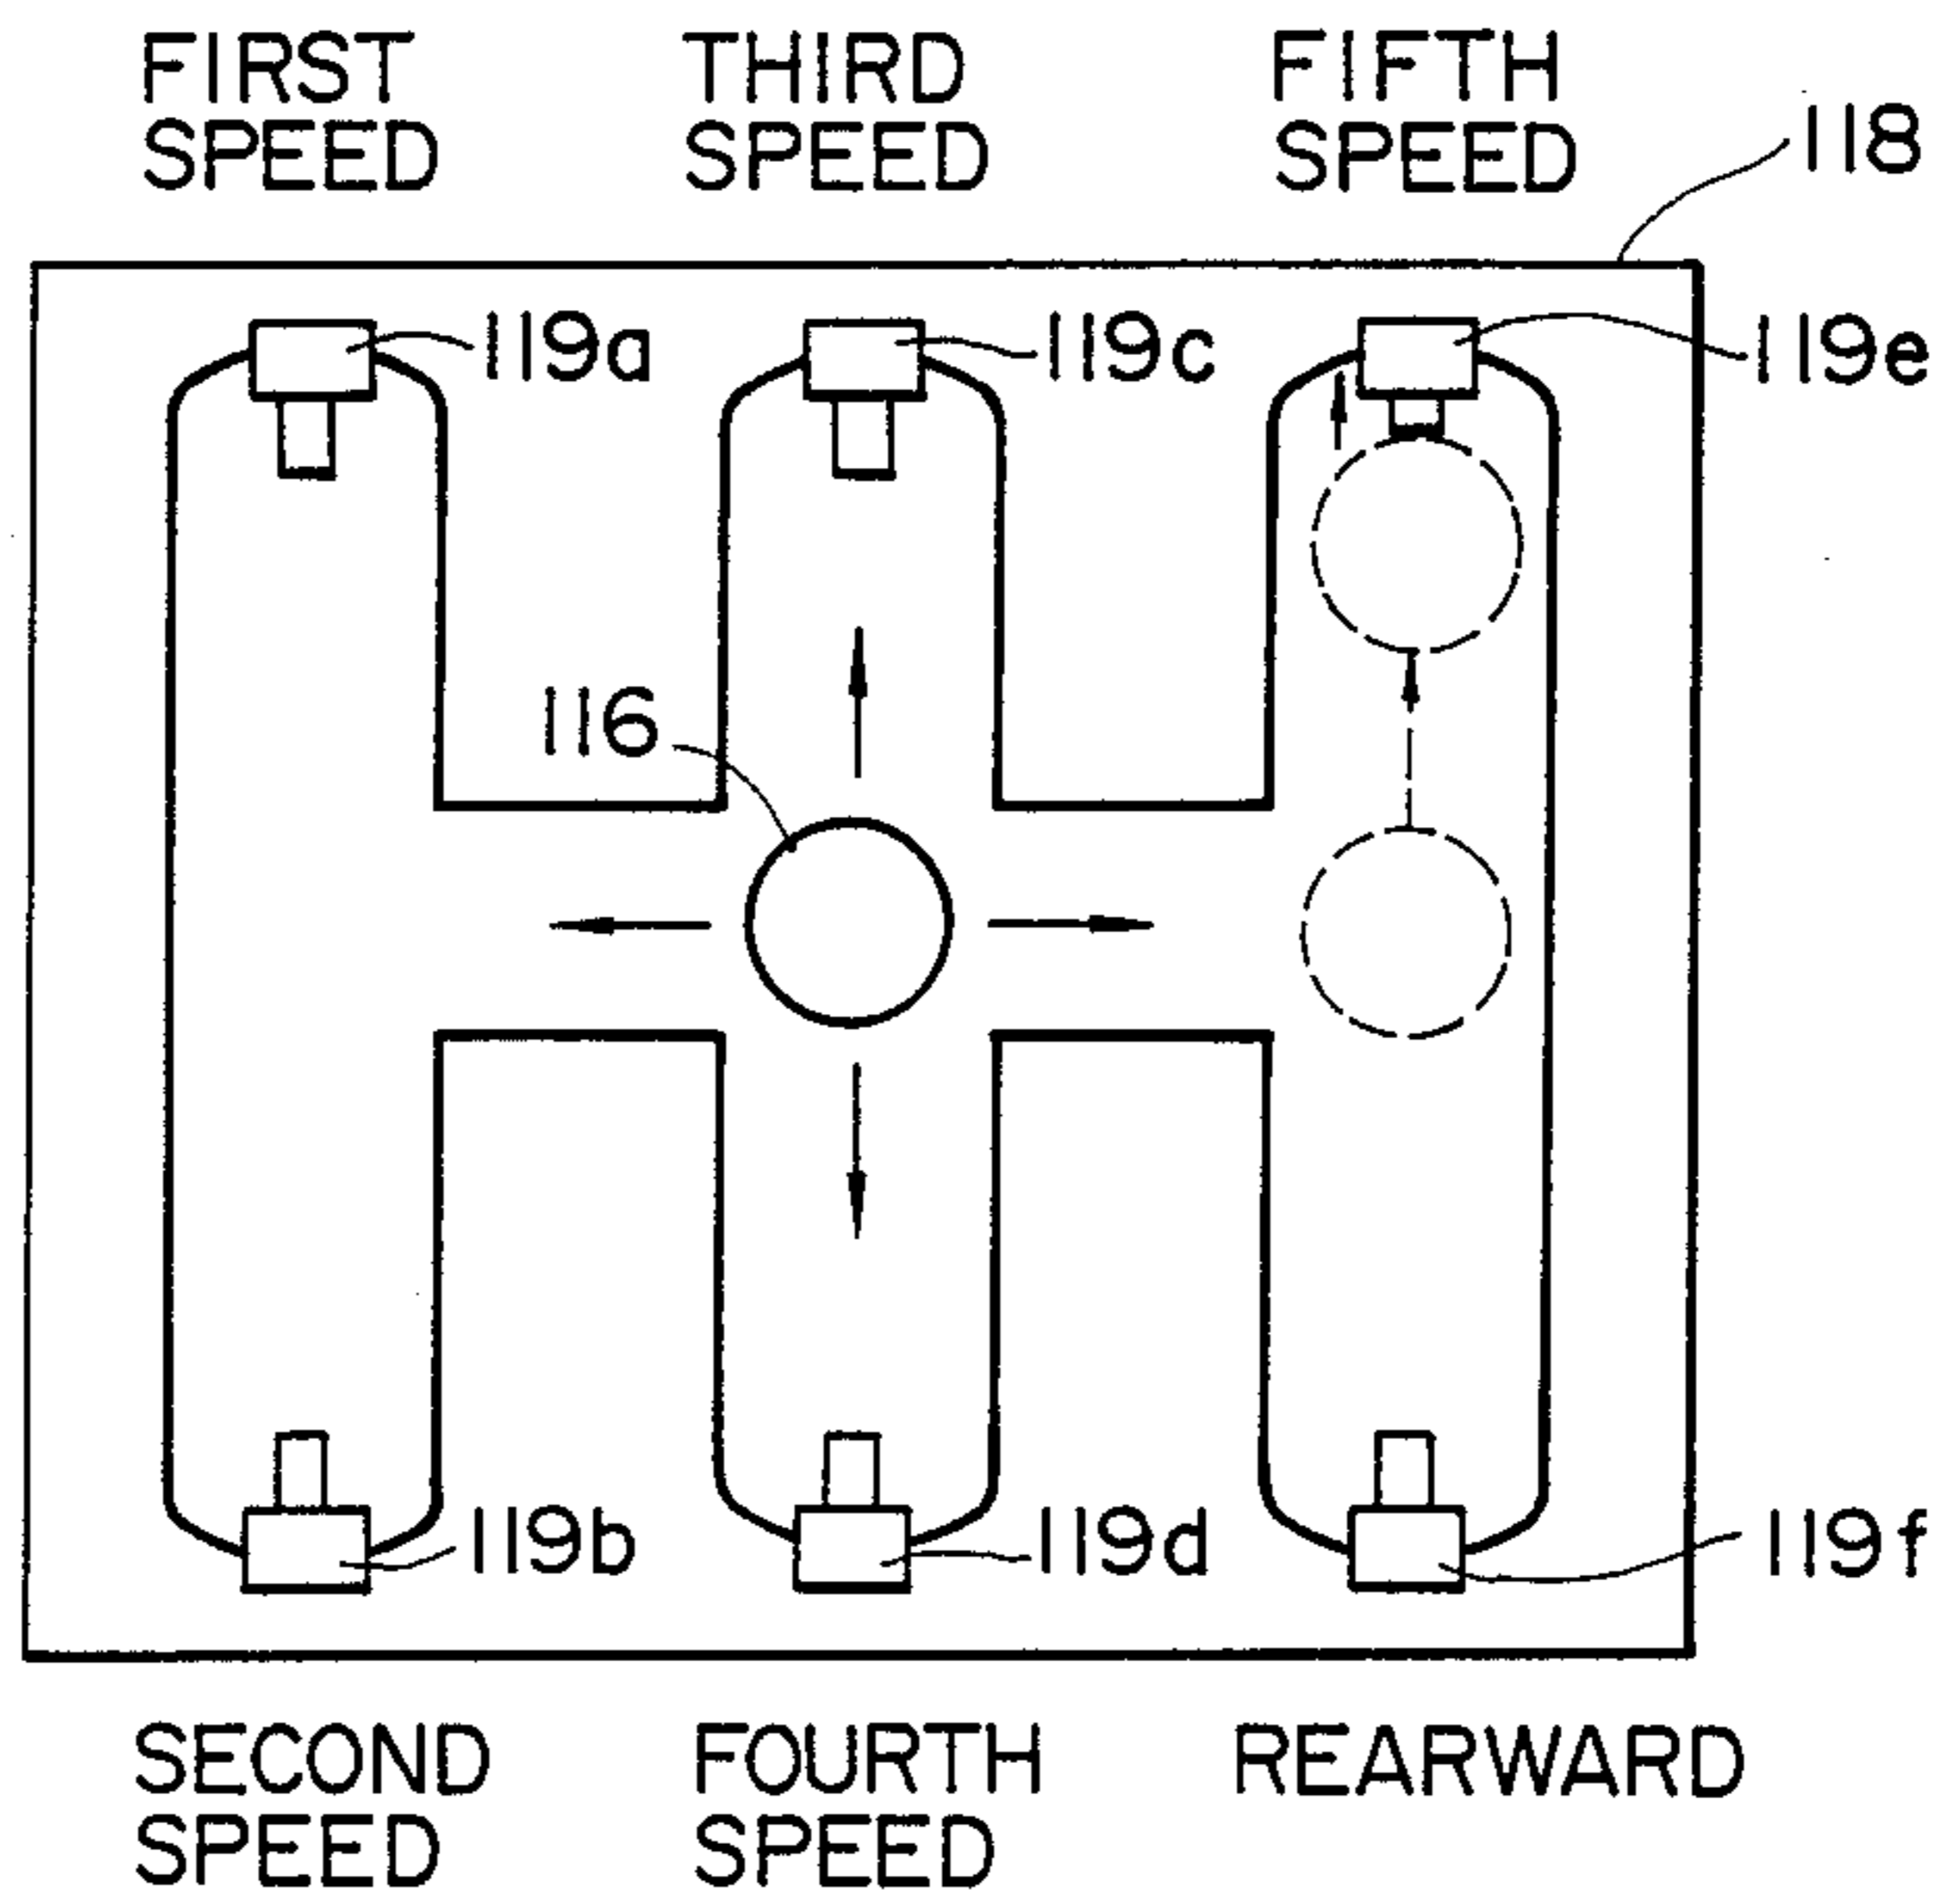 FIRST
SPEED
THIRD
SPEED
FIFTH
SPEED
118
119a
119c
119e
116
119b
119d
119f
SECOND
SPEED
FOURTH
SPEED
REARWARD